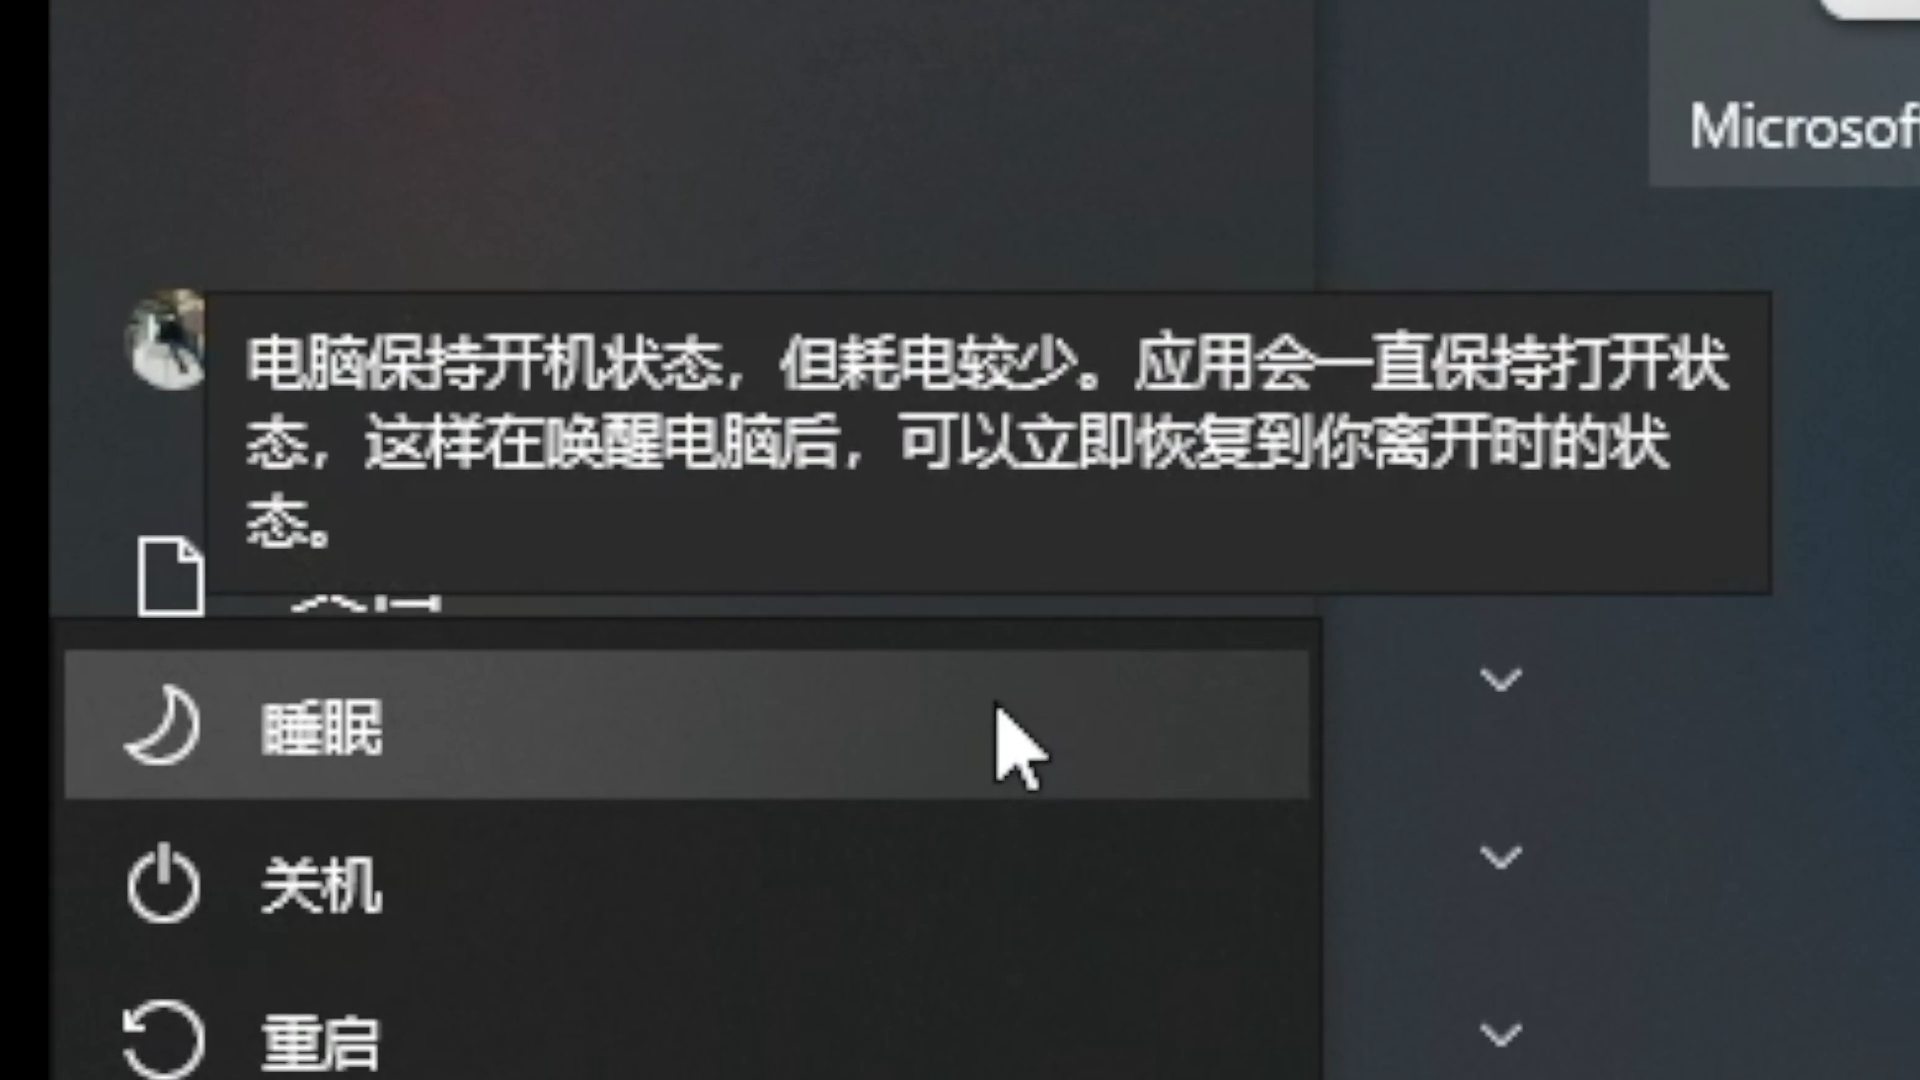 Microsof
电脑保持开机状态，但耗电较少。应用会一直保持打开状
态，这样在唤醒电脑后，可以立即恢复到你离开时的状
态。
睡眠
关机
重启